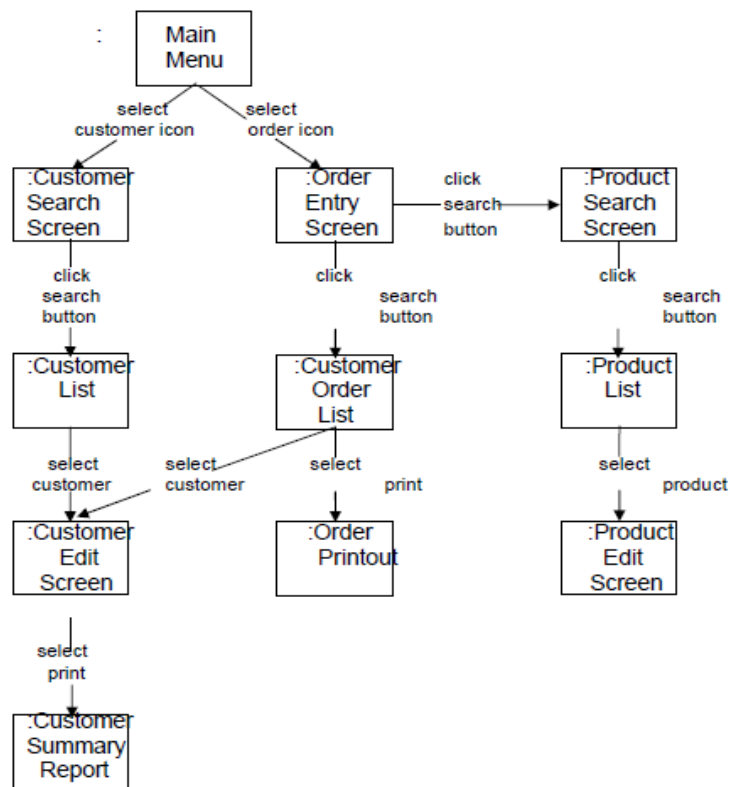 : Main
Menu
select
customer icon
select
order icon
:Customer
Search
Screen
:Order
Entry
Screen
click
search
button
:Product
Search
Screen
click
search
button
click
search
button
click
search
button
:Customer
List
:Customer
Order
List
:Product
List
select
customer
select
customer
select
print
select
product
:Customer
Edit
Screen
:Order
Printout
:Product
Edit
Screen
select
print
:Customer
Summary
Report